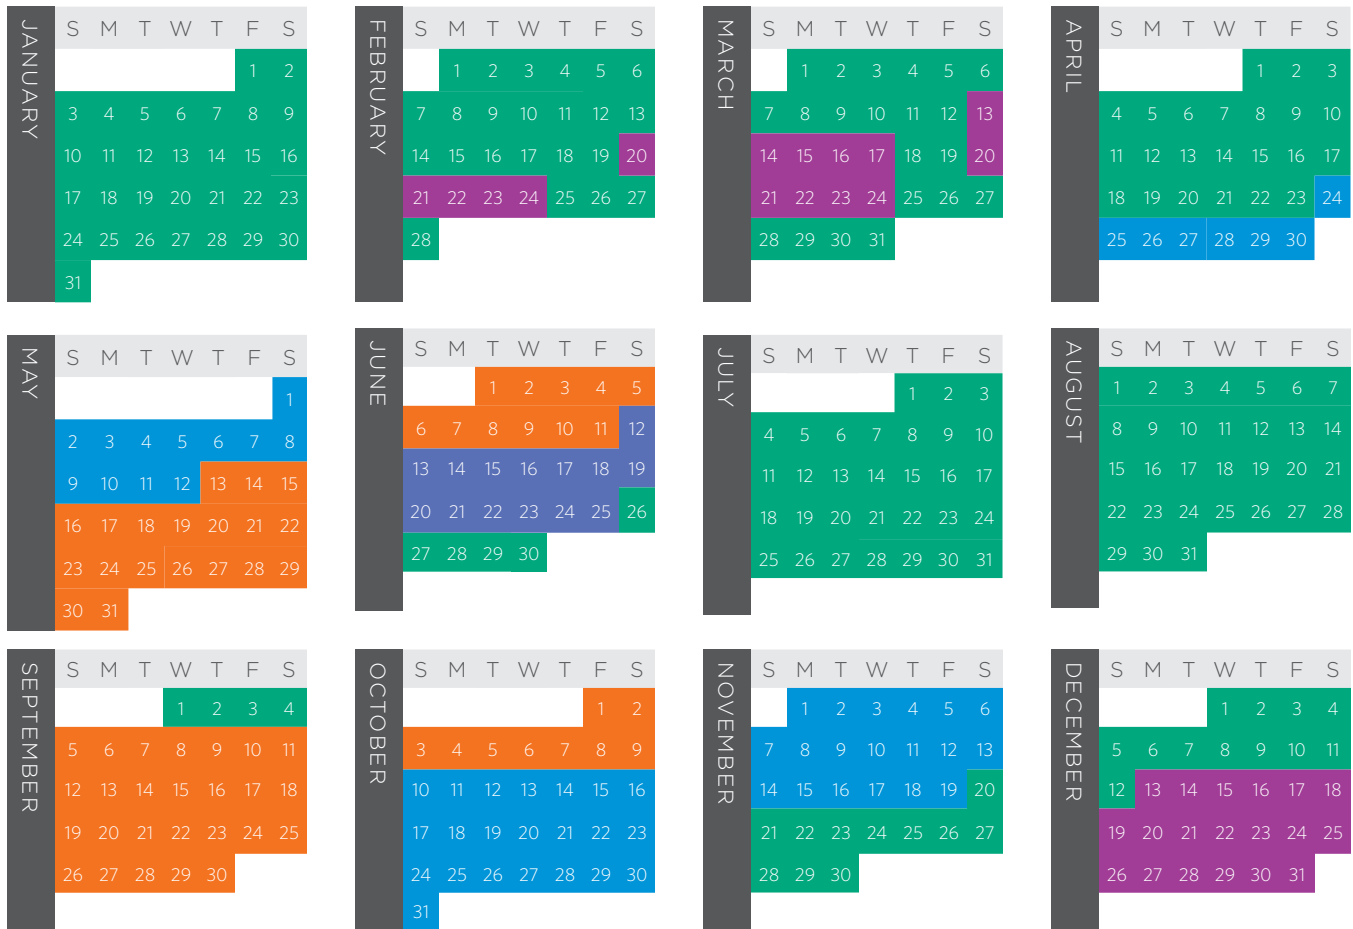 JANUARY
S M T W T F S
1 2
3 4 5 6 7 8 9
10 11 12 13 14 15 16
17 18 19 20 21 22 23
24 25 26 27 28 29 30
31
FEBRUARY
S M T W T F S
1 2 3 4 5 6
7 8 9 10 11 12 13
14 15 16 17 18 19 20
21 22 23 24 25 26 27
28
MARCH
S M T W T F S
1 2 3 4 5 6
7 8 9 10 11 12 13
14 15 16 17 18 19 20
21 22 23 24 25 26 27
28 29 30 31
APRIL
S M T W T F S
1 2 3
4 5 6 7 8 9 10
11 12 13 14 15 16 17
18 19 20 21 22 23 24
25 26 27 28 29 30
MAY
S M T W T F S
1
2 3 4 5 6 7 8
9 10 11 12 13 14 15
16 17 18 19 20 21 22
23 24 25 26 27 28 29
30 31
JUNE
S M T W T F S
1 2 3 4 5
6 7 8 9 10 11 12
13 14 15 16 17 18 19
20 21 22 23 24 25 26
27 28 29 30
JULY
S M T W T F S
1 2 3
4 5 6 7 8 9 10
11 12 13 14 15 16 17
18 19 20 21 22 23 24
25 26 27 28 29 30 31
AUGUST
S M T W T F S
1 2 3 4 5 6 7
8 9 10 11 12 13 14
15 16 17 18 19 20 21
22 23 24 25 26 27 28
29 30 31
SEPTEMBER
S M T W T F S
1 2 3 4
5 6 7 8 9 10 11
12 13 14 15 16 17 18
19 20 21 22 23 24 25
26 27 28 29 30
OCTOBER
S M T W T F S
1 2
3 4 5 6 7 8 9
10 11 12 13 14 15 16
17 18 19 20 21 22 23
24 25 26 27 28 29 30
31
NOVEMBER
S M T W T F S
1 2 3 4 5 6
7 8 9 10 11 12 13
14 15 16 17 18 19 20
21 22 23 24 25 26 27
28 29 30
DECEMBER
S M T W T F S
1 2 3 4
5 6 7 8 9 10 11
12 13 14 15 16 17 18
19 20 21 22 23 24 25
26 27 28 29 30 31